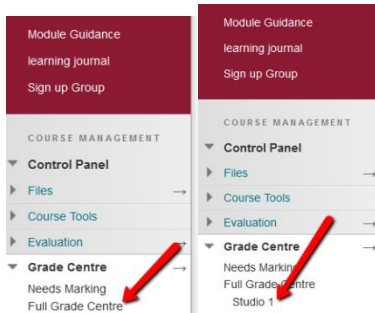 Module Guidance
learning journal
Sign up Group
COURSE MANAGEMENT
Control Panel
Files
Course Tools
Evaluation
Grade Centre
Needs Marking
Full Grade Centre
Module Guidance
learning journal
Sign up Group
COURSE MANAGEMENT
Control Panel
Files
Course Tools
Evaluation
Grade Centre
Needs Marking
Full Grade Centre
Studio 1